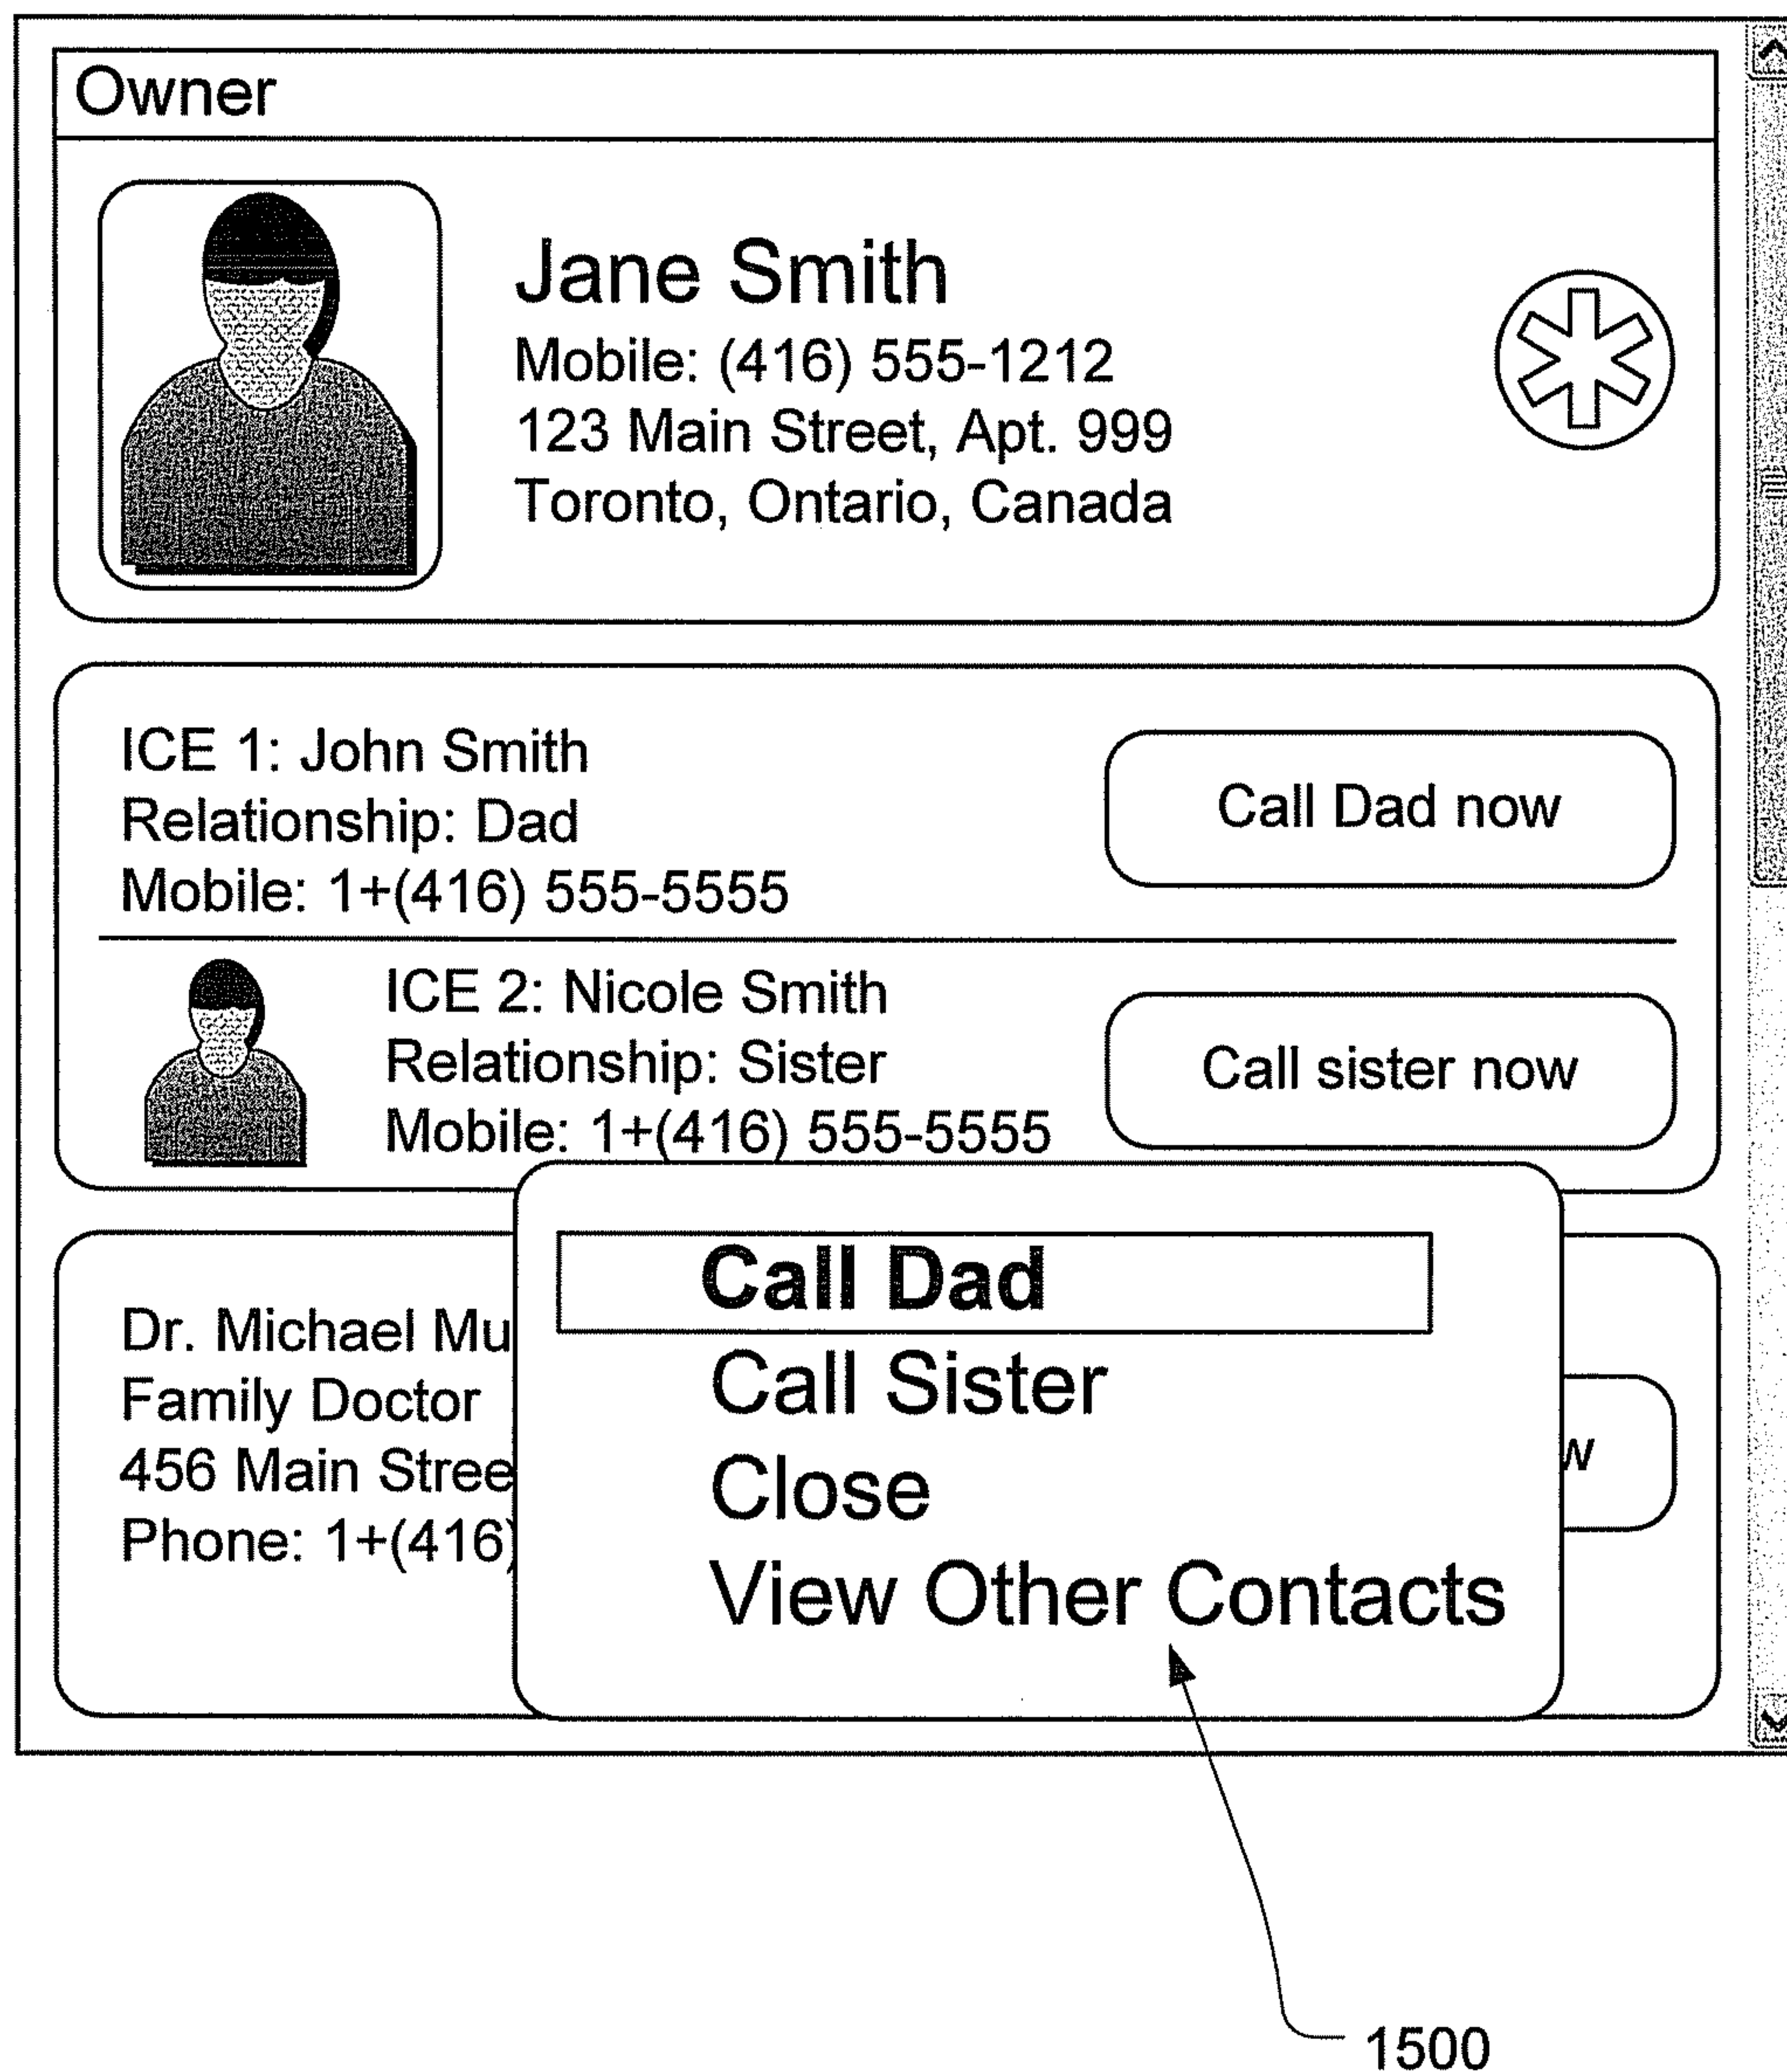 Owner
Jane Smith
Mobile: (416) 555-1212
123 Main Street, Apt. 999
Toronto, Ontario, Canada
ICE 1: John Smith
Relationship: Dad
Mobile: 1+(416) 555-5555
Call Dad now
ICE 2: Nicole Smith
Relationship: Sister
Mobile: 1+(416) 555-5555
Call sister now
Dr. Michael Mu
Family Doctor
456 Main Stree
Phone: 1+(416)
w
Call Dad
Call Sister
Close
View Other Contacts
1500